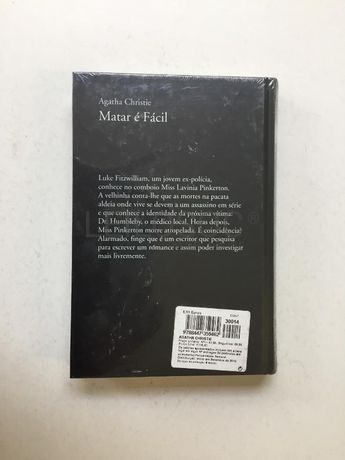 Agatha Christie
Matar é Fácil
Luke Fitzwilliam, um jovem ex-polícia,
conhece no comboio Miss Lavinia Pinkerton.
A velhinha conta-lhe que as mortes na pacata
aldeia onde vive se devem a um assassino em série
e que conhece a identidade da próxima vítima:
Dr. Humbleby, o médico local. Horas depois,
Miss Pinkerton morre atropelada. É coincidência?
Alarmado, finge que é um escritor que pesquisa
para escrever um romance e assim poder investigar
mais livremente.
Euros
30014
AGATHA CHRISTIE